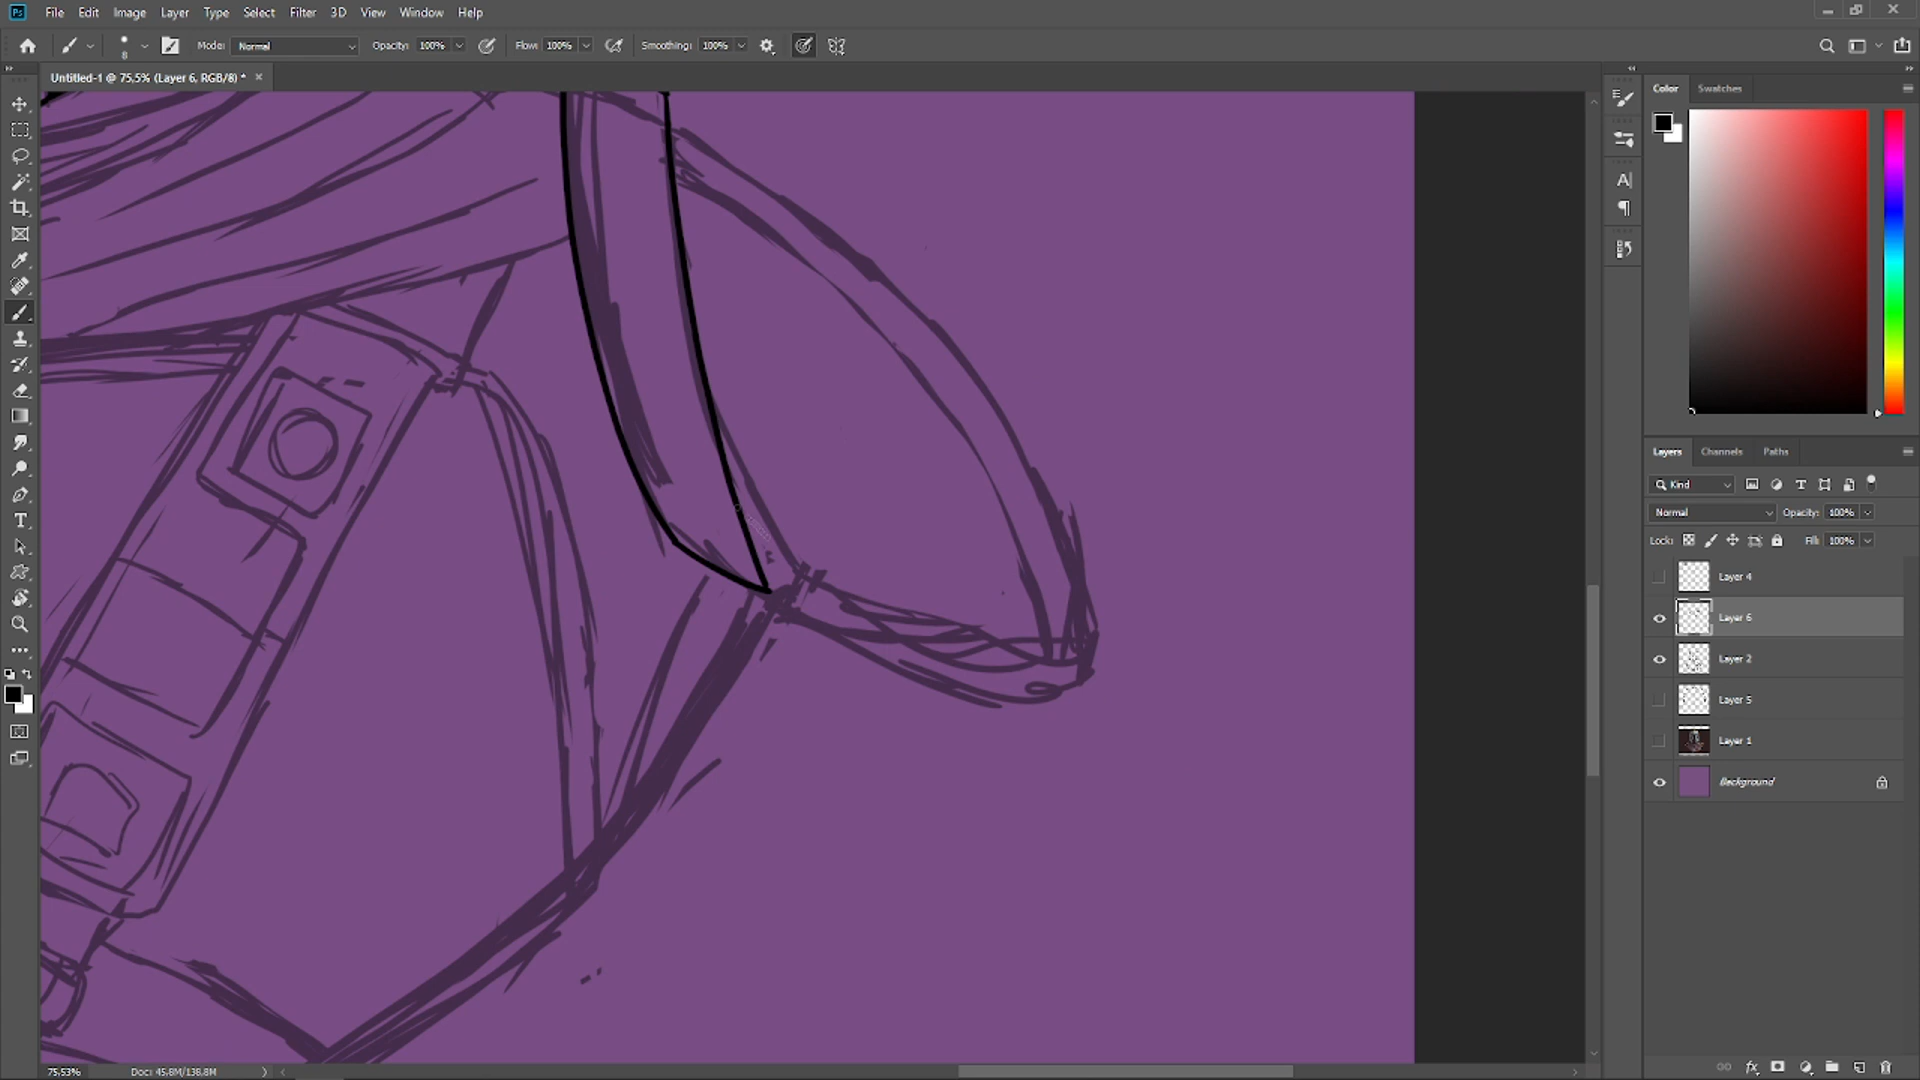 Ps File Edit Image Layer Type Select Filter 3D View Window Help
8 Mode: Normal Opacity: 100% Flow: 100% Smoothing: 100%
Untitled-1 @ 75.5% (Layer 6, RGB/8) *
Color Swatches
Layers Channels Paths
Kind
Normal Opacity: 100%
Lock: Fill: 100%
Layer 4
Layer 6
Layer 2
Layer 5
Layer 1
Background
75.53% Doc: 45.8M/138.8M